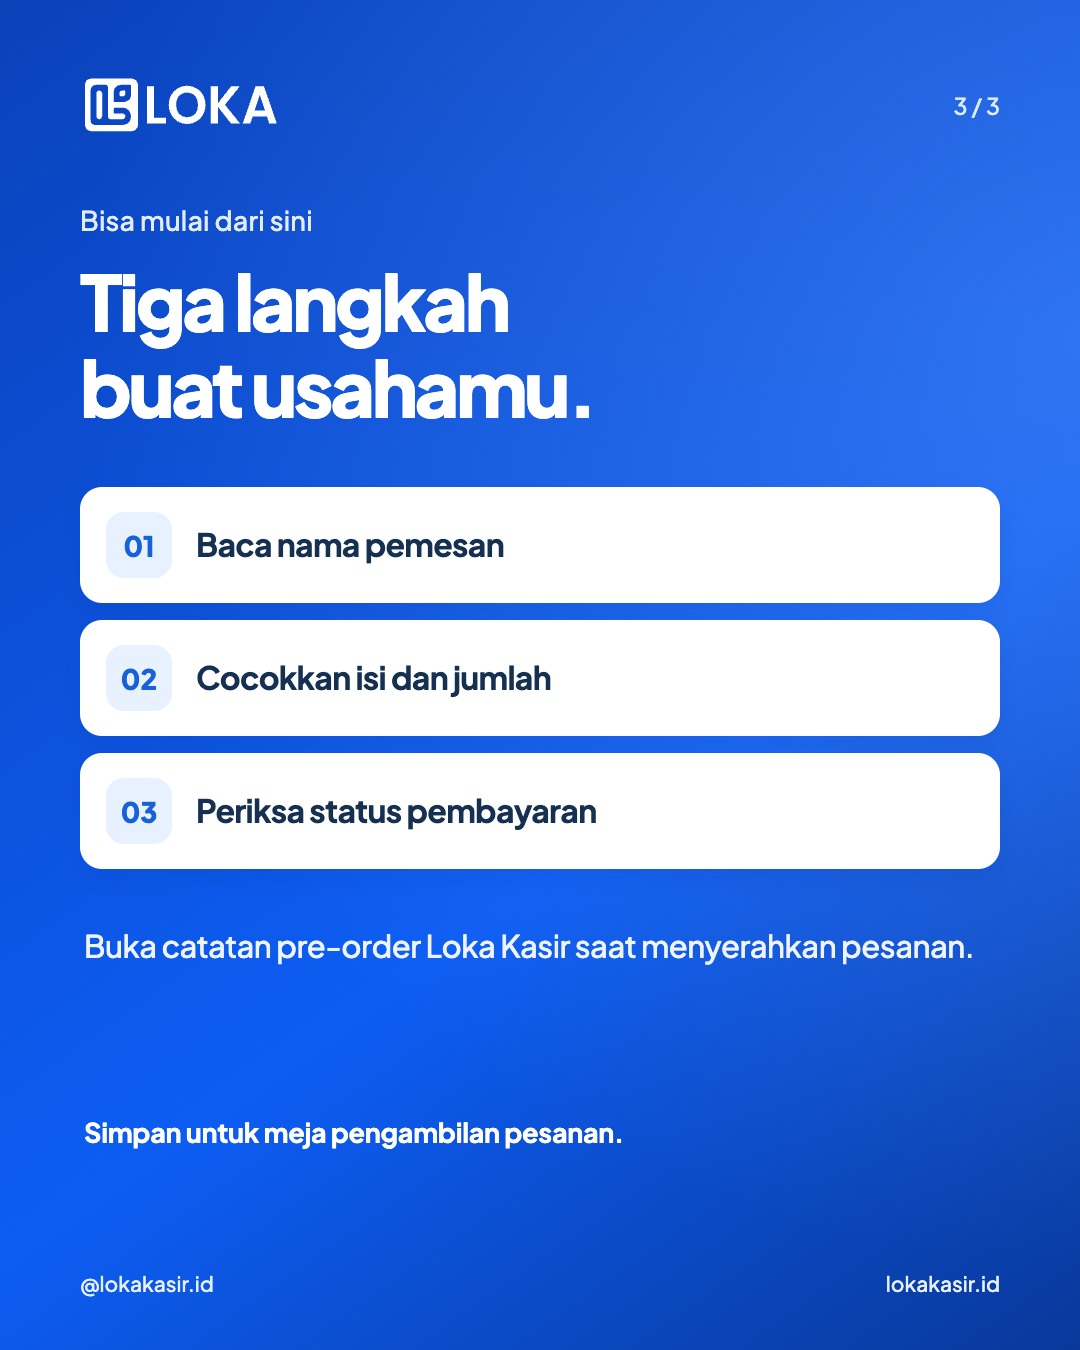 LOKA
3 / 3
Bisa mulai dari sini
Tiga langkah
buat usahamu.
01 Baca nama pemesan
02 Cocokkan isi dan jumlah
03 Periksa status pembayaran
Buka catatan pre-order Loka Kasir saat menyerahkan pesanan.
Simpan untuk meja pengambilan pesanan.
@lokakasir.id
lokakasir.id